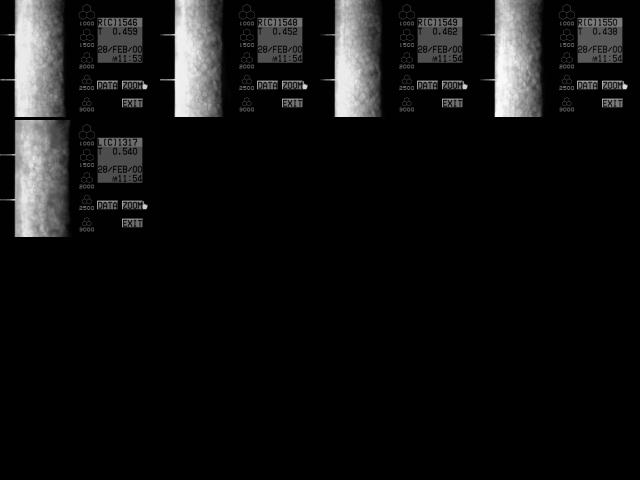 1000
R(C)1546
T 0.459
1500
28/FEB/00
11:53
2000
DATA ZOOM
2500
EXIT
3000
1000
R(C)1548
T 0.452
1500
28/FEB/00
11:54
2000
DATA ZOOM
2500
EXIT
3000
1000
R(C)1549
T 0.462
1500
28/FEB/00
11:54
2000
DATA ZOOM
2500
EXIT
3000
1000
R(C)1550
T 0.438
1500
28/FEB/00
11:54
2000
DATA ZOOM
2500
EXIT
3000
1000
L(C)1317
T 0.540
1500
28/FEB/00
11:54
2000
DATA ZOOM
2500
EXIT
3000